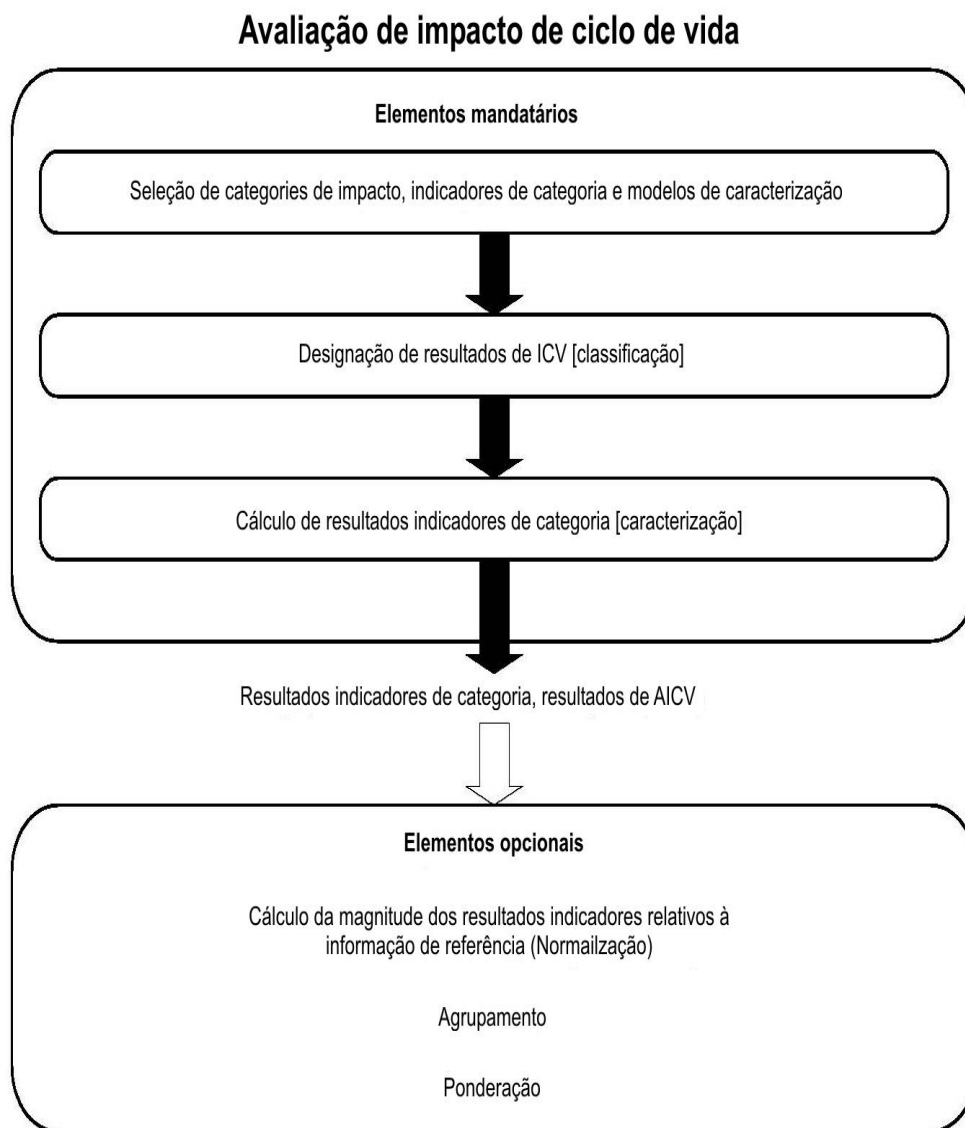 Avaliação de impacto de ciclo de vida
Elementos mandatários
Seleção de categories de impacto, indicadores de categoria e modelos de caracterização
Designação de resultados de ICV [classificação]
Cálculo de resultados indicadores de categoria [caracterização]
Resultados indicadores de categoria, resultados de AICV
Elementos opcionais
Cálculo da magnitude dos resultados indicadores relativos à
informação de referência (Normailzação)
Agrupamento
Ponderação